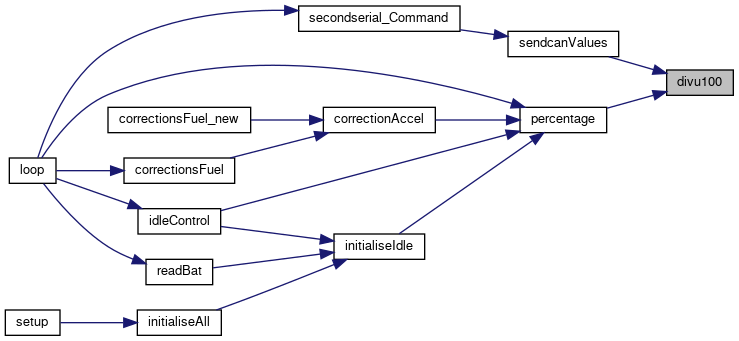 secondserial_Command
sendcanValues
divu100
correctionsFuel_new
correctionAccel
percentage
loop
correctionsFuel
idleControl
initialiseIdle
readBat
setup
initialiseAll